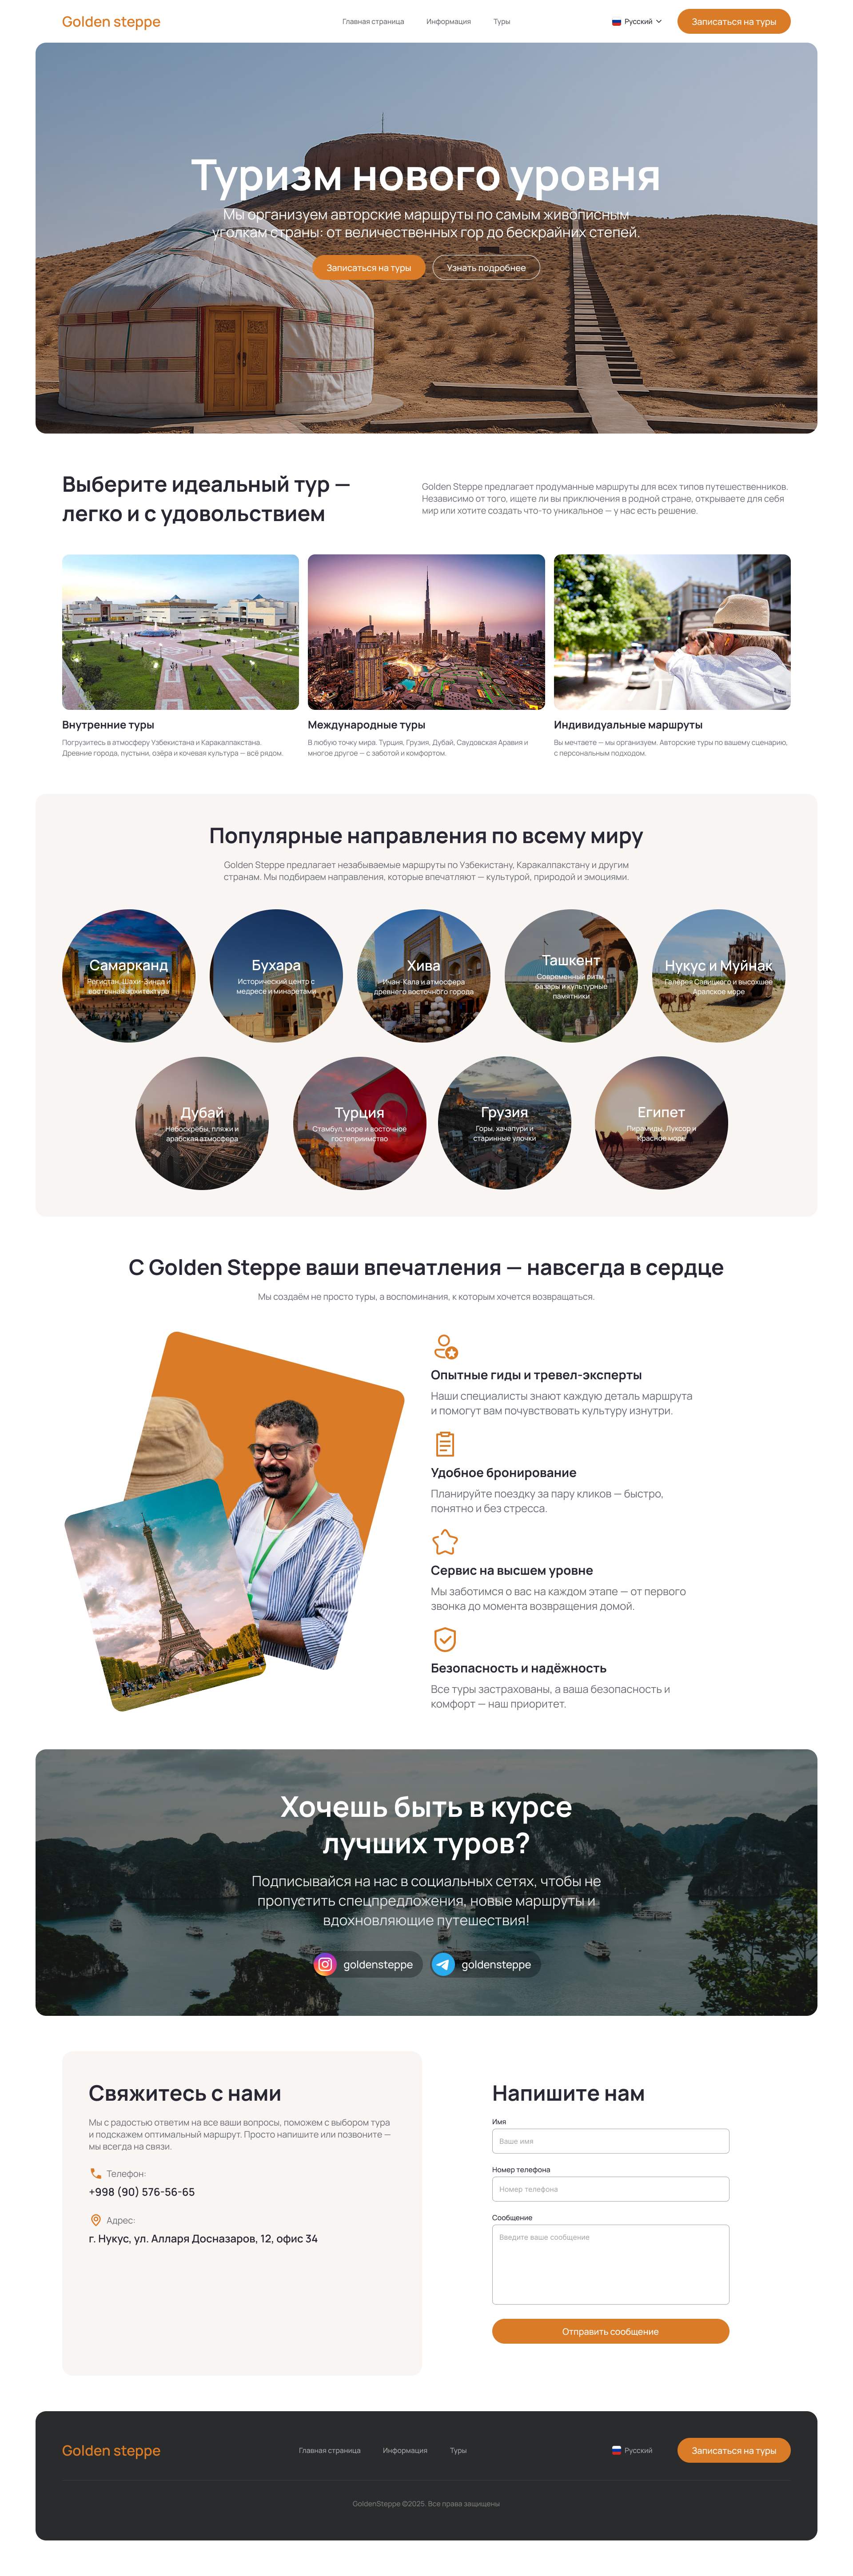 Golden steppe
Главная страница
Информация
Туры
Русский
Записаться на туры
Туризм нового уровня
Мы организуем авторские маршруты по самым живописным
уголкам страны: от величественных гор до бескрайних степей.
Записаться на туры
Узнать подробнее
Выберите идеальный тур —
легко и с удовольствием
Golden Steppe предлагает продуманные маршруты для всех типов путешественников.
Независимо от того, ищете ли вы приключения в родной стране, открываете для себя
мир или хотите создать что-то уникальное — у нас есть решение.
Внутренние туры
Погрузитесь в атмосферу Узбекистана и Каракалпакстана.
Древние города, пустыни, озёра и кочевая культура — всё рядом.
Международные туры
В любую точку мира. Турция, Грузия, Дубай, Саудовская Аравия и
многое другое — с заботой и комфортом.
Индивидуальные маршруты
Вы мечтаете — мы организуем. Авторские туры по вашему сценарию,
с персональным подходом.
Популярные направления по всему миру
Golden Steppe предлагает незабываемые маршруты по Узбекистану, Каракалпакстану и другим
странам. Мы подбираем направления, которые впечатляют — культурой, природой и эмоциями.
Самарканд
Регистан, Шахи-Зинда и
восточная архитектура
Бухара
Исторический центр с
медресе и минаретами
Хива
Ичан-Кала и атмосфера
древнего восточного города
Ташкент
Современный ритм,
базары и культурные
памятники
Нукус и Муйнак
Галерея Савицкого и высохшее
Аральское море
Дубай
Небоскрёбы, пляжи и
арабская атмосфера
Турция
Стамбул, море и восточное
гостеприимство
Грузия
Горы, хачапури и
старинные улочки
Египет
Пирамиды, Луксор и
Красное море
С Golden Steppe ваши впечатления — навсегда в сердце
Мы создаём не просто туры, а воспоминания, к которым хочется возвращаться.
Опытные гиды и тревел-эксперты
Наши специалисты знают каждую деталь маршрута
и помогут вам почувствовать культуру изнутри.
Удобное бронирование
Планируйте поездку за пару кликов — быстро,
понятно и без стресса.
Сервис на высшем уровне
Мы заботимся о вас на каждом этапе — от первого
звонка до момента возвращения домой.
Безопасность и надёжность
Все туры застрахованы, а ваша безопасность и
комфорт — наш приоритет.
Хочешь быть в курсе
лучших туров?
Подписывайся на нас в социальных сетях, чтобы не
пропустить спецпредложения, новые маршруты и
вдохновляющие путешествия!
goldensteppe
goldensteppe
Свяжитесь с нами
Мы с радостью ответим на все ваши вопросы, поможем с выбором тура
и подскажем оптимальный маршрут. Просто напишите или позвоните —
мы всегда на связи.
Телефон:
+998 (90) 576-56-65
Адрес:
г. Нукус, ул. Алларя Досназаров, 12, офис 34
Напишите нам
Имя
Ваше имя
Номер телефона
Номер телефона
Сообщение
Введите ваше сообщение
Отправить сообщение
Golden steppe
Главная страница
Информация
Туры
Русский
Записаться на туры
GoldenSteppe ©2025. Все права защищены